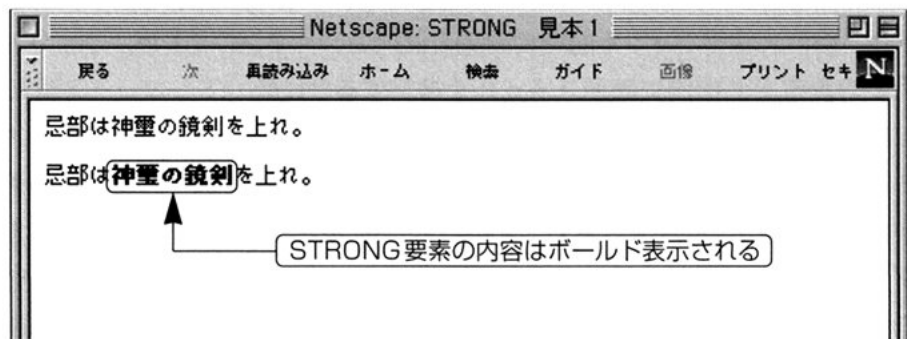 Netscape: STRONG 見本1
戻る 次 再読み込み ホーム 検索 ガイド 画像 プリント セキ N
忌部は神璽の鏡剣を上れ。
忌部は神璽の鏡剣を上れ。
STRONG要素の内容はボールド表示される